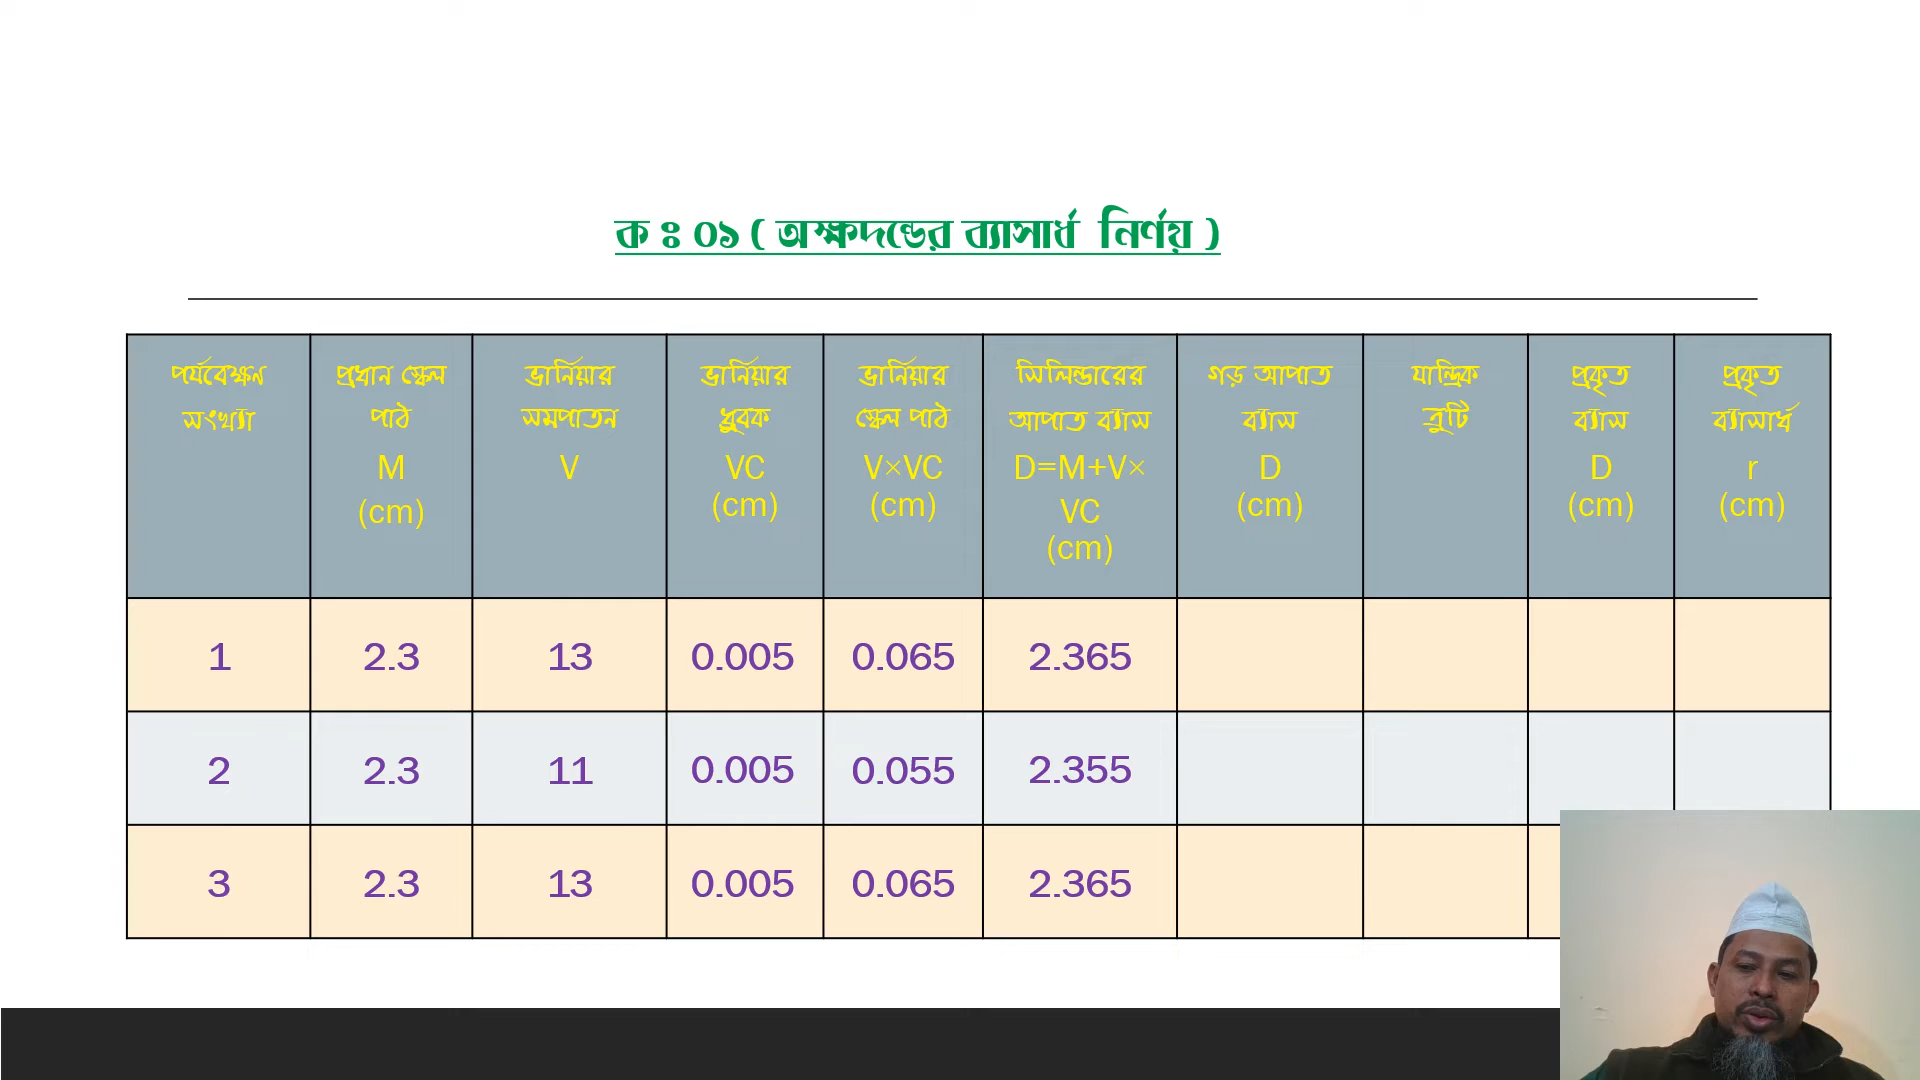 ক ঃ ০১ ( অক্ষদন্ডের ব্যাসার্ধ নির্ণয় )
পর্যবেক্ষন
সংখ্যা
প্রধান স্কেল
পাঠ
M
(cm)
ভার্নিয়ার
সমপাতন
V
ভার্নিয়ার
ধ্রুবক
VC
(cm)
ভার্নিয়ার
স্কেল পাঠ
V×VC
(cm)
সিলিন্ডারের
আপাত ব্যাস
D=M+V×
VC
(cm)
গড় আপাত
ব্যাস
D
(cm)
যান্ত্রিক
ত্রুটি
প্রকৃত
ব্যাস
D
(cm)
প্রকৃত
ব্যাসার্ধ
r
(cm)
1 2.3 13 0.005 0.065 2.365
2 2.3 11 0.005 0.055 2.355
3 2.3 13 0.005 0.065 2.365